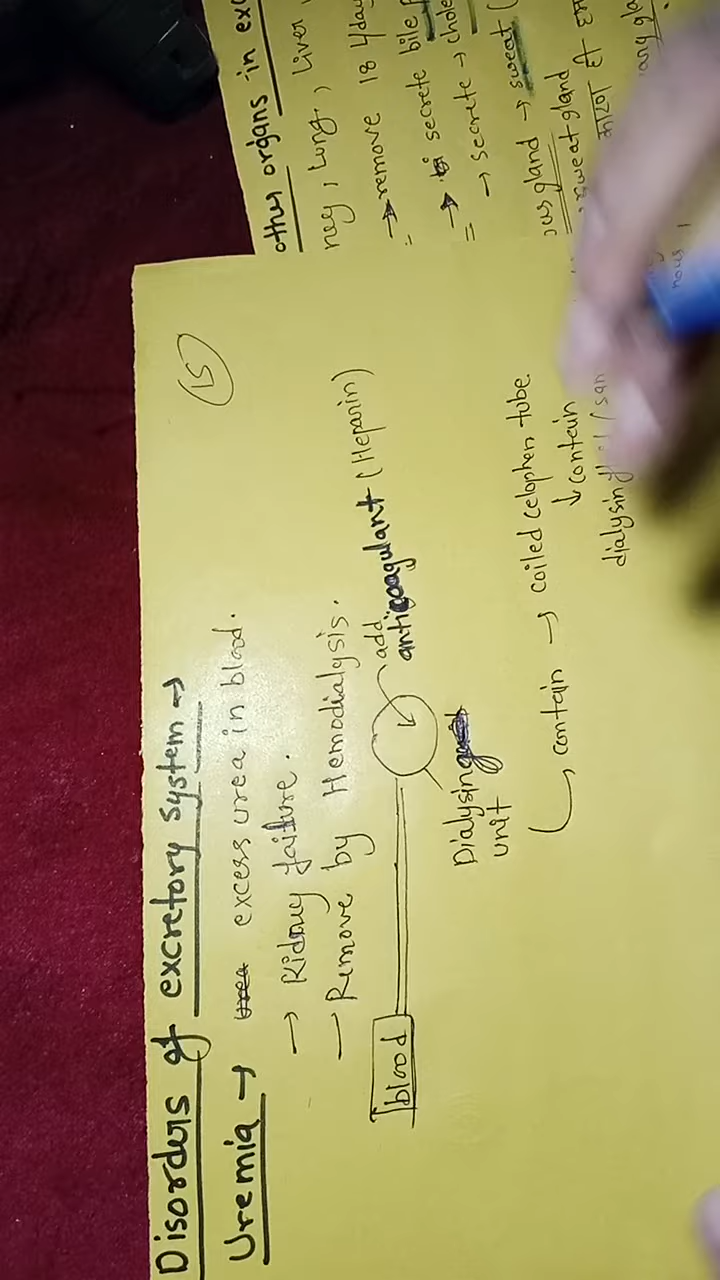 other organs in exc
ney, Lung, Liver,
→ remove 18 L/day
= → secrete bile
= → secrete → chole
ous gland → sweat (
sweat gland
15
Disorders of excretory system →
Uremia → excess urea in blood.
→ Kidney failure.
— Remove by Hemodialysis.
blood
add
anticoagulant (Heparin)
Dialysing
unit
contain → coiled celophen tube.
↓ contain
dialysing